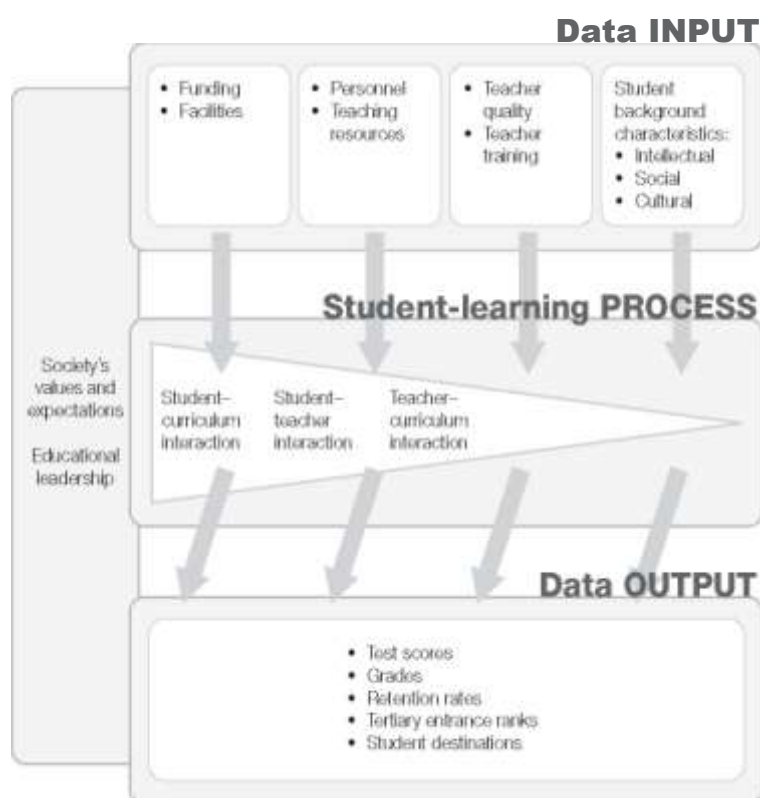 Data INPUT
• Funding
• Facilities
• Personnel
• Teaching
resources
• Teacher
quality
• Teacher
training
Student
background
characteristics:
• Intellectual
• Social
• Cultural
Student-learning PROCESS
Society's
values and
expectations
Educational
leadership
Student–
curriculum
interaction
Student–
teacher
interaction
Teacher–
curriculum
interaction
Data OUTPUT
• Test scores
• Grades
• Retention rates
• Tertiary entrance ranks
• Student destinations